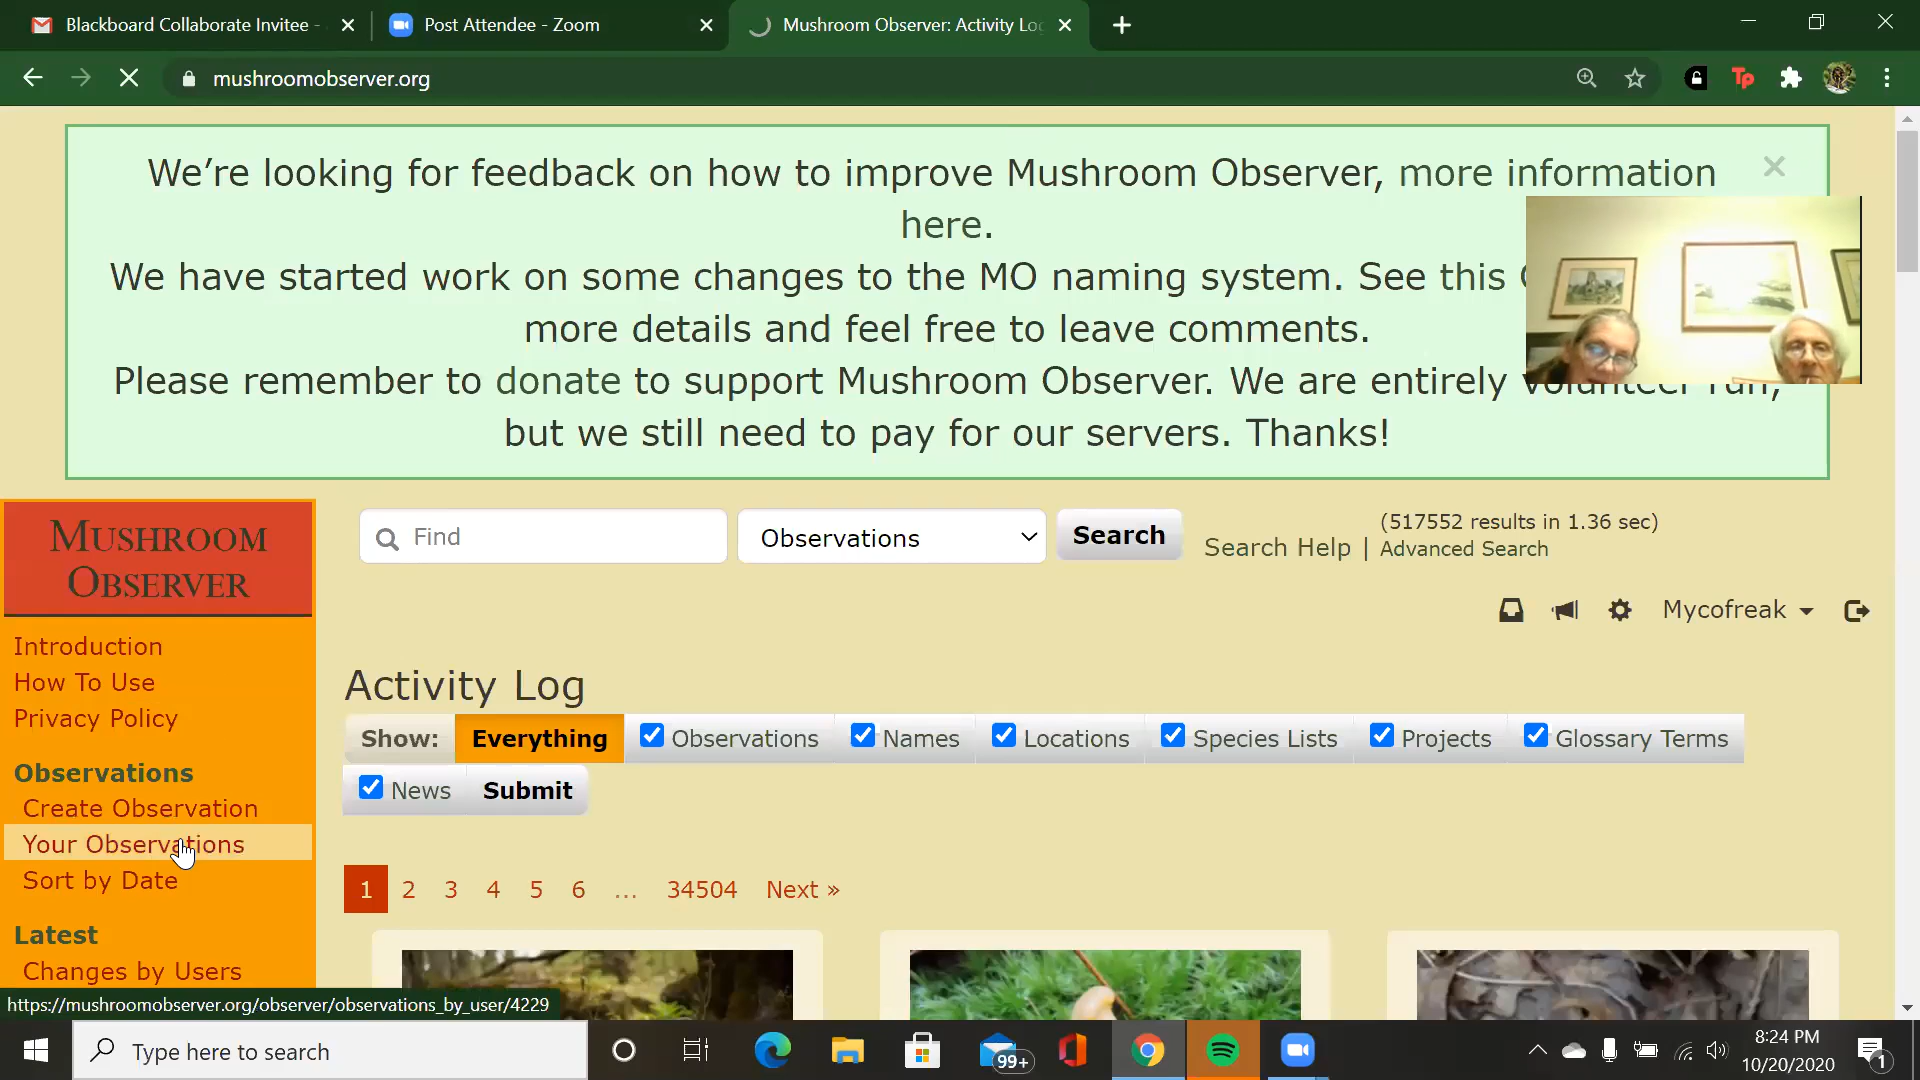 Blackboard Collaborate Invitee -
Post Attendee - Zoom
Mushroom Observer: Activity Log
mushroomobserver.org
Tp
We’re looking for feedback on how to improve Mushroom Observer, more information
here.
We have started work on some changes to the MO naming system. See this
more details and feel free to leave comments.
Please remember to donate to support Mushroom Observer. We are entirely volunteer run,
but we still need to pay for our servers. Thanks!
MUSHROOM
OBSERVER
Find
Observations
Search
Search Help |
(517552 results in 1.36 sec)
Advanced Search
Mycofreak
Introduction
How To Use
Privacy Policy
Observations
Create Observation
Your Observations
Sort by Date
Latest
Changes by Users
Activity Log
Show: Everything Observations Names Locations Species Lists Projects Glossary Terms
News Submit
1 2 3 4 5 6 ... 34504 Next »
https://mushroomobserver.org/observer/observations_by_user/4229
Type here to search
99+
8:24 PM
10/20/2020
1